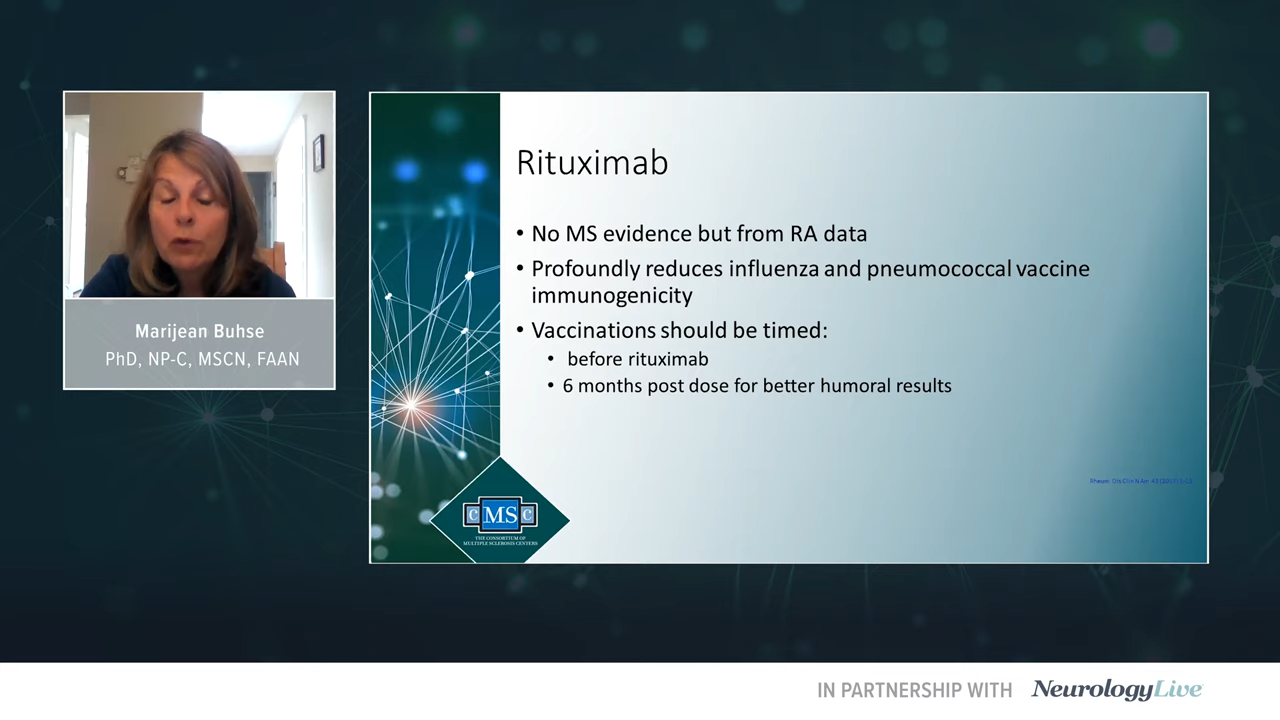 Marijean Buhse
PhD, NP-C, MSCN, FAAN
Rituximab
• No MS evidence but from RA data
• Profoundly reduces influenza and pneumococcal vaccine
immunogenicity
• Vaccinations should be timed:
• before rituximab
• 6 months post dose for better humoral results
CMSC
THE CONSORTIUM OF
MULTIPLE SCLEROSIS CENTERS
IN PARTNERSHIP WITH NeurologyLive